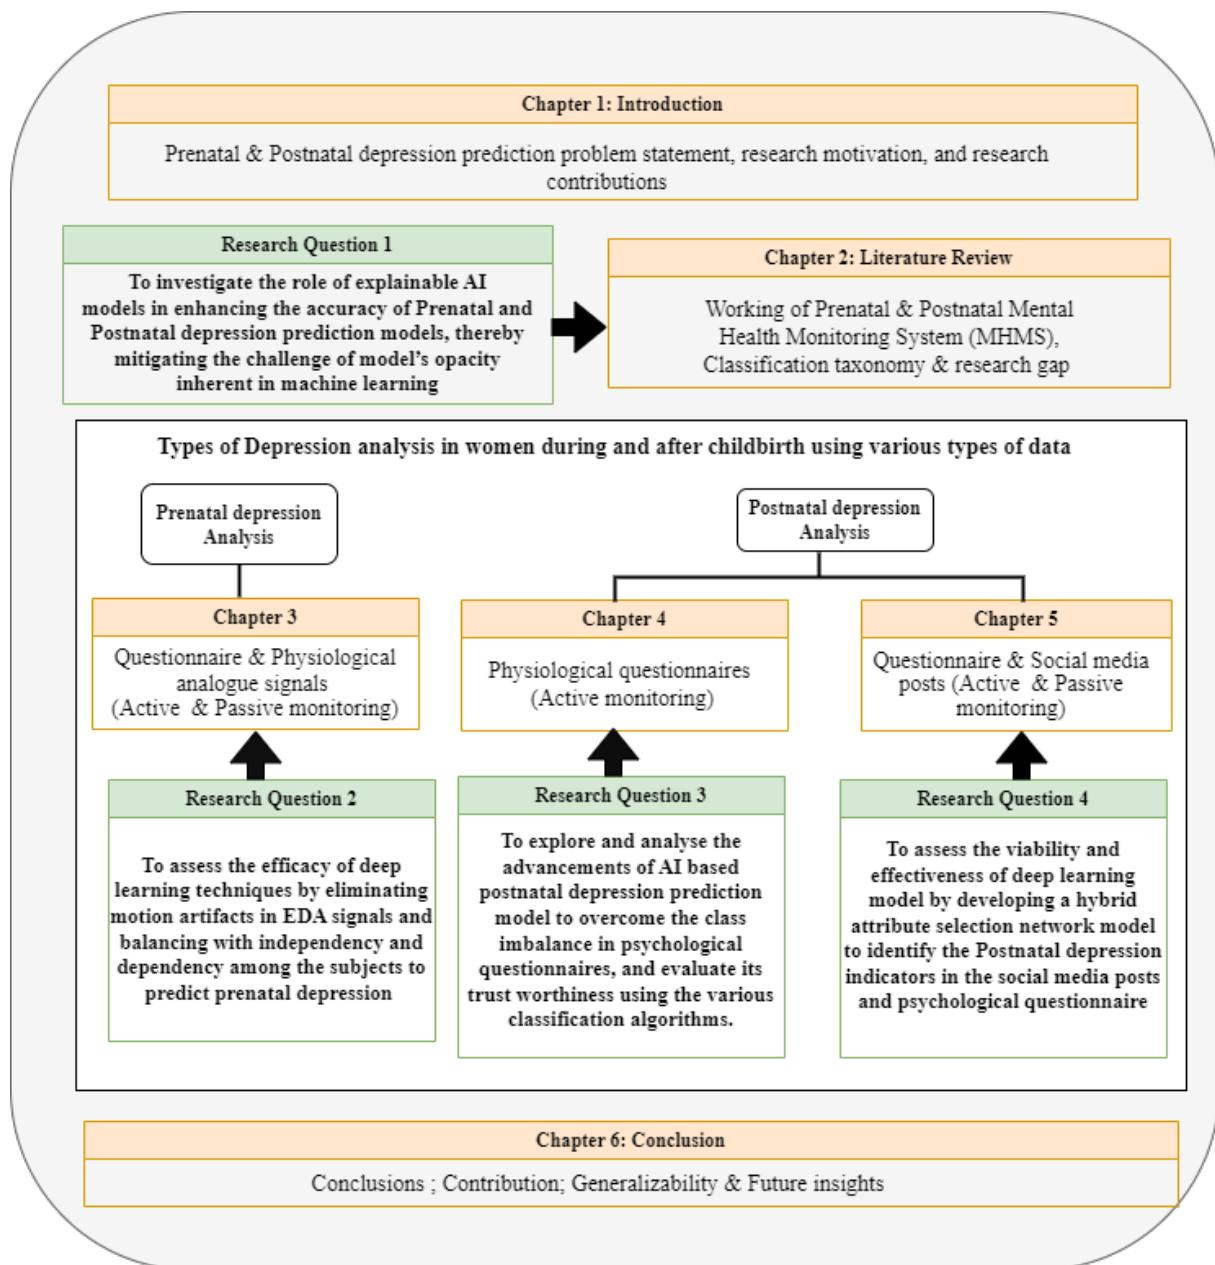 Chapter 1: Introduction
Prenatal & Postnatal depression prediction problem statement, research motivation, and research
contributions
Research Question 1
To investigate the role of explainable AI
models in enhancing the accuracy of Prenatal and
Postnatal depression prediction models, thereby
mitigating the challenge of model's opacity
inherent in machine learning
Chapter 2: Literature Review
Working of Prenatal & Postnatal Mental
Health Monitoring System (MHMS),
Classification taxonomy & research gap
Types of Depression analysis in women during and after childbirth using various types of data
Prenatal depression
Analysis
Postnatal depression
Analysis
Chapter 3
Questionnaire & Physiological
analogue signals
(Active & Passive monitoring)
Chapter 4
Physiological questionnaires
(Active monitoring)
Chapter 5
Questionnaire & Social media
posts (Active & Passive
monitoring)
Research Question 2
To assess the efficacy of deep
learning techniques by eliminating
motion artifacts in EDA signals and
balancing with independency and
dependency among the subjects to
predict prenatal depression
Research Question 3
To explore and analyse the
advancements of AI based
postnatal depression prediction
model to overcome the class
imbalance in psychological
questionnaires, and evaluate its
trust worthiness using the various
classification algorithms.
Research Question 4
To assess the viability and
effectiveness of deep learning
model by developing a hybrid
attribute selection network model
to identify the Postnatal depression
indicators in the social media posts
and psychological questionnaire
Chapter 6: Conclusion
Conclusions ; Contribution; Generalizability & Future insights